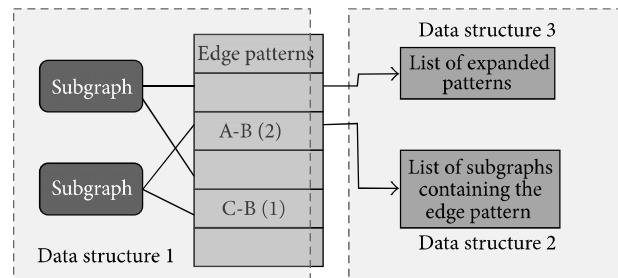 Edge patterns
Subgraph
A-B (2)
Subgraph
C-B (1)
Data structure 1
Data structure 3
List of expanded
patterns
List of subgraphs
containing the
edge pattern
Data structure 2